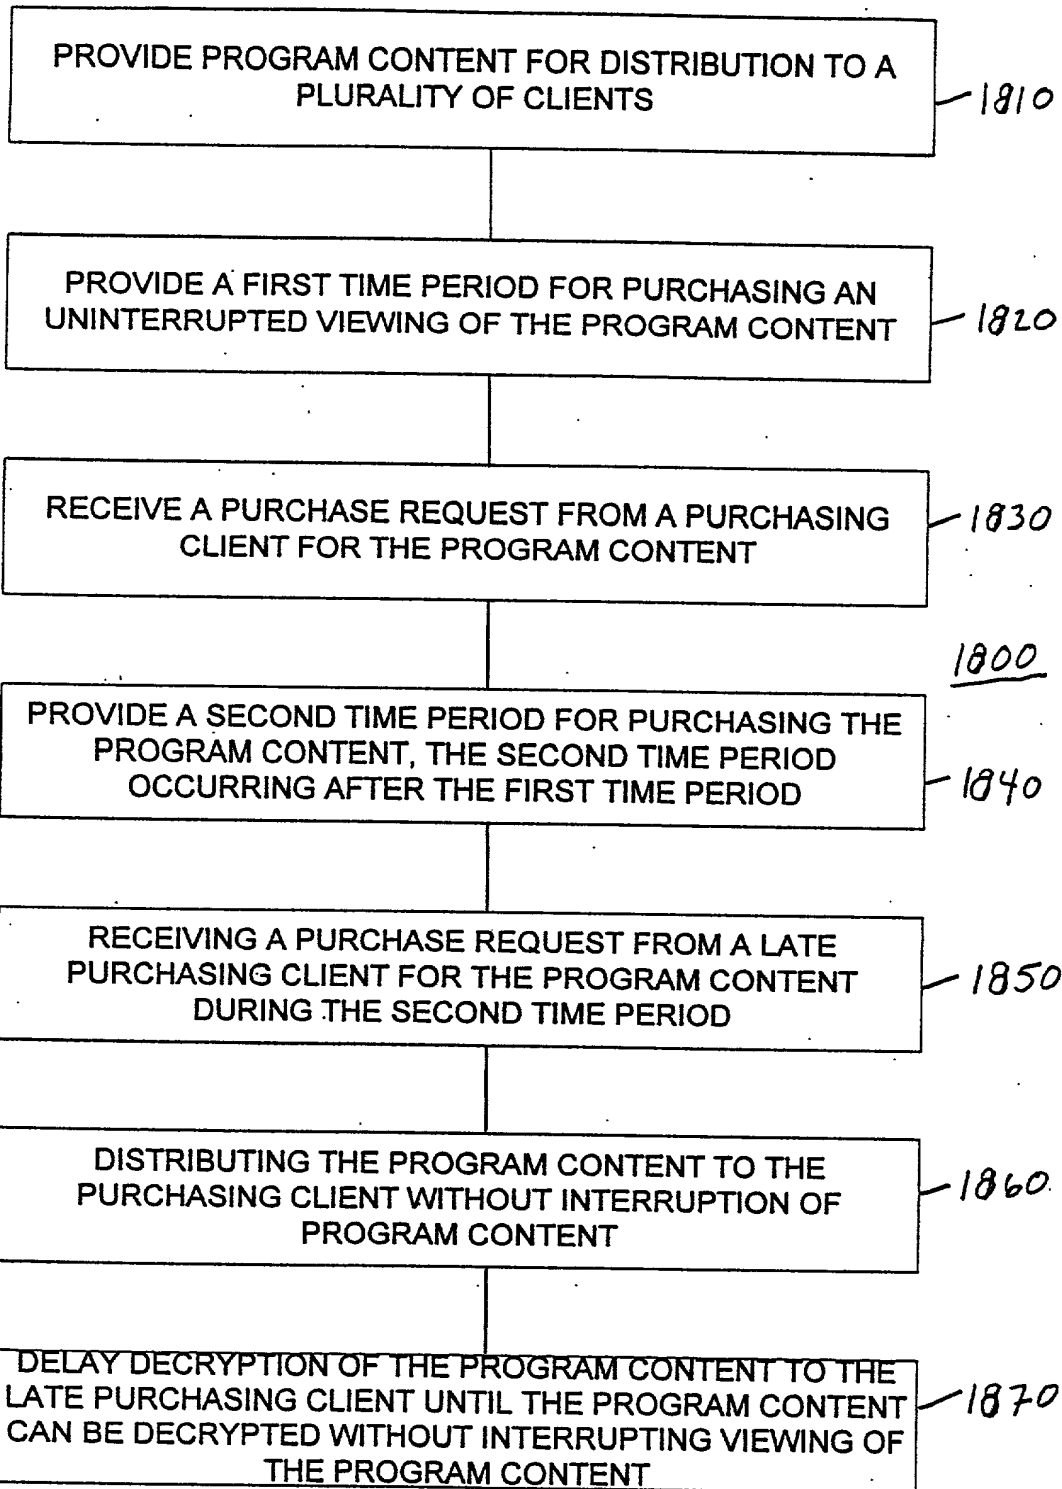 PROVIDE PROGRAM CONTENT FOR DISTRIBUTION TO A
PLURALITY OF CLIENTS
1810
PROVIDE A FIRST TIME PERIOD FOR PURCHASING AN
UNINTERRUPTED VIEWING OF THE PROGRAM CONTENT
1820
RECEIVE A PURCHASE REQUEST FROM A PURCHASING
CLIENT FOR THE PROGRAM CONTENT
1830
1800
PROVIDE A SECOND TIME PERIOD FOR PURCHASING THE
PROGRAM CONTENT, THE SECOND TIME PERIOD
OCCURRING AFTER THE FIRST TIME PERIOD
1840
RECEIVING A PURCHASE REQUEST FROM A LATE
PURCHASING CLIENT FOR THE PROGRAM CONTENT
DURING THE SECOND TIME PERIOD
1850
DISTRIBUTING THE PROGRAM CONTENT TO THE
PURCHASING CLIENT WITHOUT INTERRUPTION OF
PROGRAM CONTENT
1860
DELAY DECRYPTION OF THE PROGRAM CONTENT TO THE
LATE PURCHASING CLIENT UNTIL THE PROGRAM CONTENT
CAN BE DECRYPTED WITHOUT INTERRUPTING VIEWING OF
THE PROGRAM CONTENT
1870